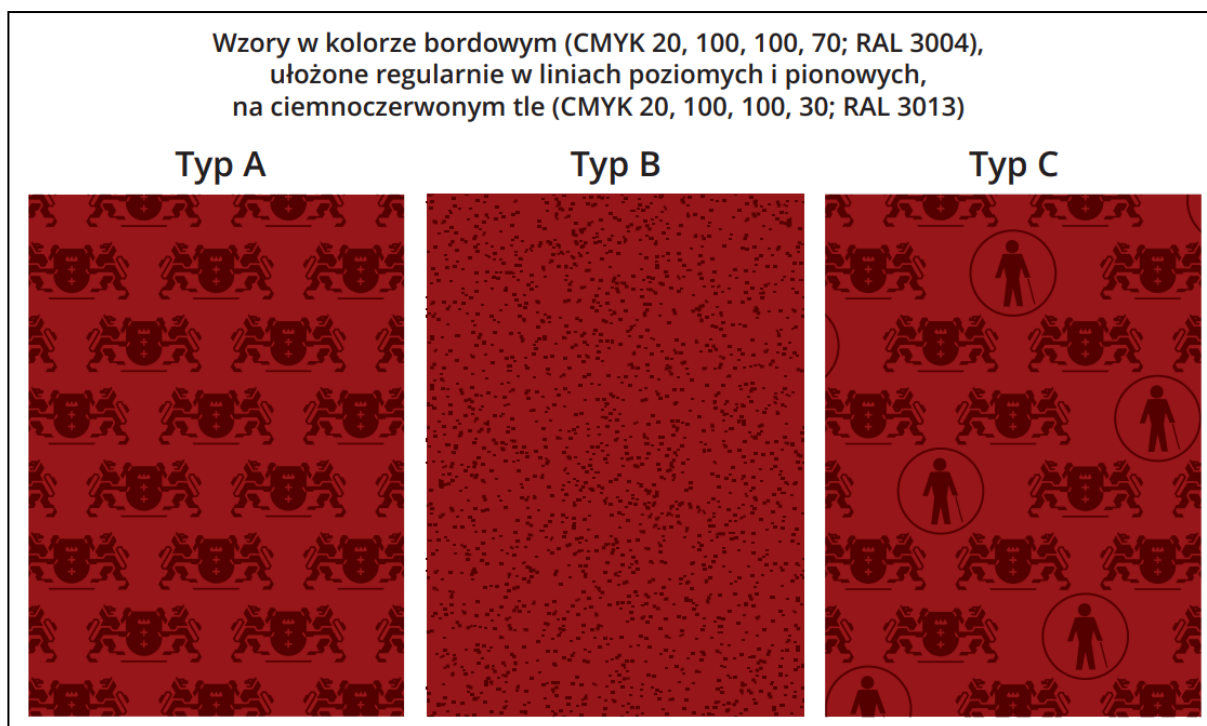 Wzory w kolorze bordowym (CMYK 20, 100, 100, 70; RAL 3004),
ułożone regularnie w liniach poziomych i pionowych,
na ciemnoczerwonym tle (CMYK 20, 100, 100, 30; RAL 3013)
Typ A
Typ B
Typ C